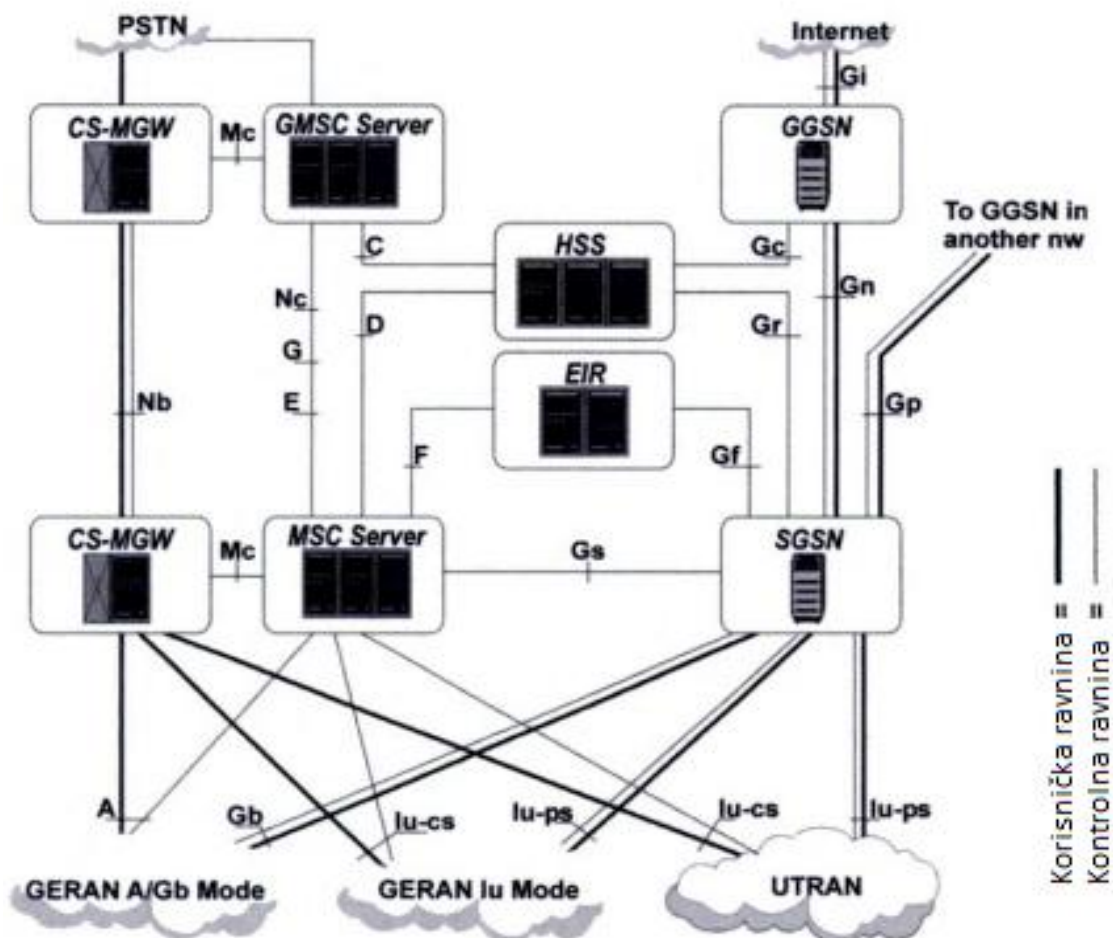 PSTN
Internet
Gi
CS-MGW
Mc
GMSC Server
GGSN
To GGSN in
another nw
C
HSS
Gc
Nc
D
Gn
G
Gr
EIR
E
Nb
Gp
F
Gf
CS-MGW
Mc
MSC Server
Gs
SGSN
A
Gb
Iu-cs
Iu-ps
Iu-cs
Iu-ps
GERAN A/Gb Mode
GERAN Iu Mode
UTRAN
Korisnička ravnina =
Kontrolna ravnina =